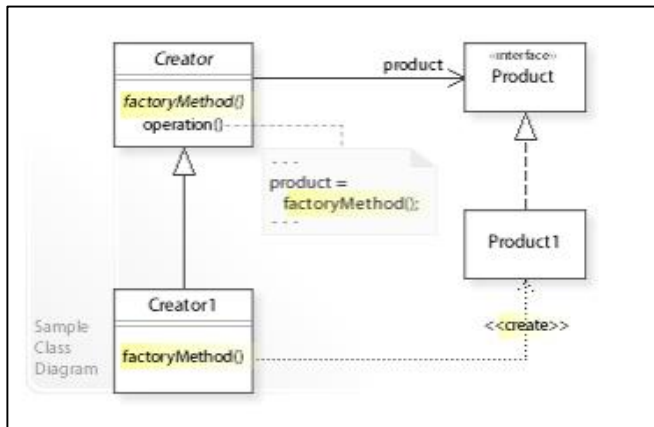 Creator
factoryMethod()
operation()
product
«interface»
Product
- - -
product =
factoryMethod();
- - -
Product1
Creator1
factoryMethod()
<<create>>
Sample
Class
Diagram